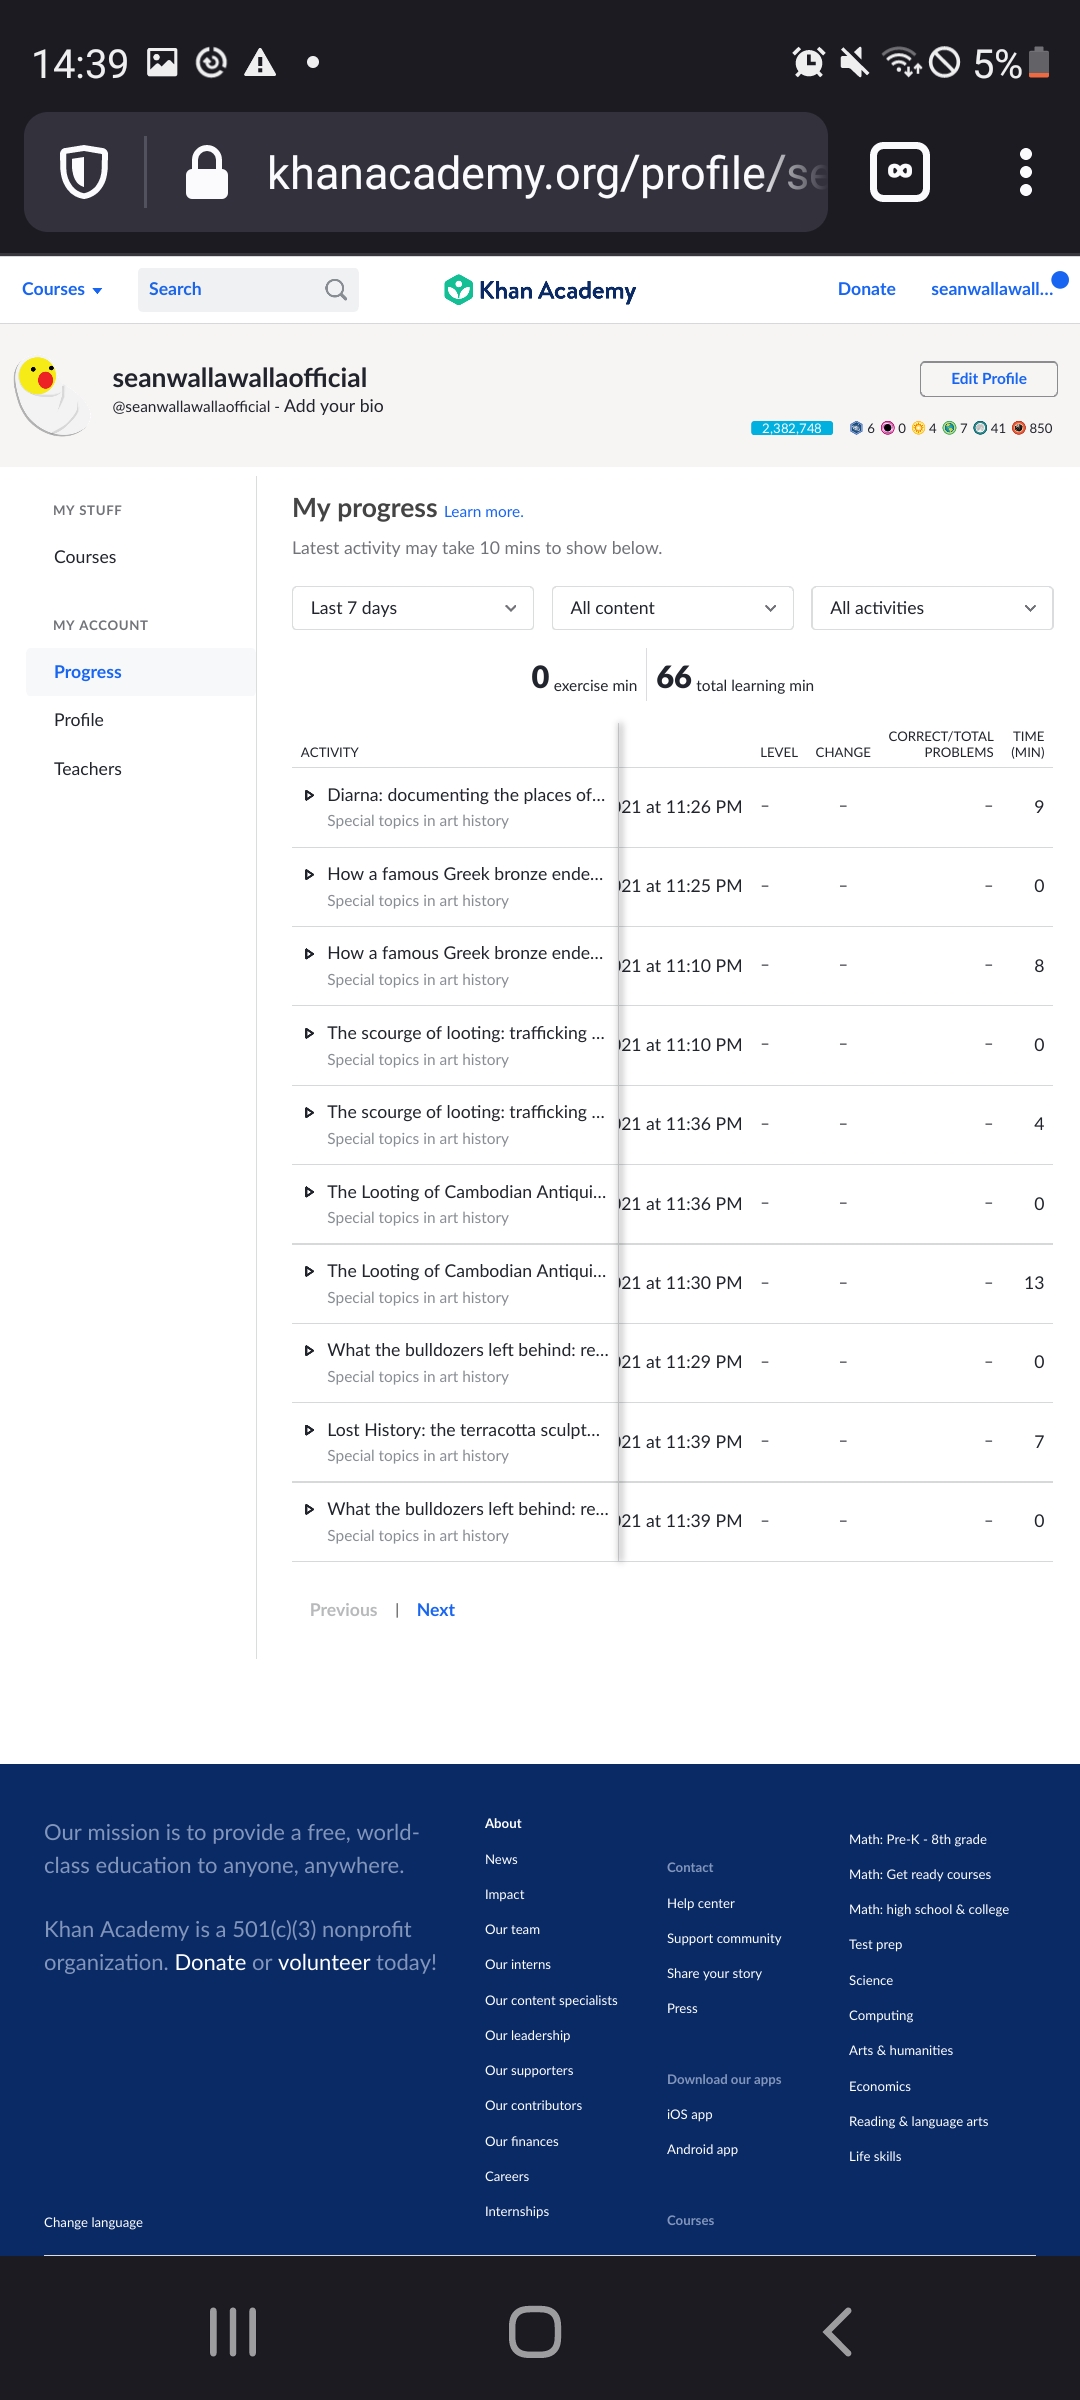 14:39
5%
khanacademy.org/profile/se
Courses
Search
Khan Academy
Donate
seanwallawall...
seanwallawallaofficial
@seanwallawallaofficial - Add your bio
Edit Profile
2,382,748 6 0 4 7 41 850
MY STUFF
Courses
MY ACCOUNT
Progress
Profile
Teachers
My progress Learn more.
Latest activity may take 10 mins to show below.
Last 7 days
All content
All activities
0 exercise min
66 total learning min
ACTIVITY LEVEL CHANGE CORRECT/TOTAL PROBLEMS TIME (MIN)
Diarna: documenting the places of...
Special topics in art history
21 at 11:26 PM – – – 9
How a famous Greek bronze ende...
Special topics in art history
21 at 11:25 PM – – – 0
How a famous Greek bronze ende...
Special topics in art history
21 at 11:10 PM – – – 8
The scourge of looting: trafficking ...
Special topics in art history
21 at 11:10 PM – – – 0
The scourge of looting: trafficking ...
Special topics in art history
21 at 11:36 PM – – – 4
The Looting of Cambodian Antiqui...
Special topics in art history
21 at 11:36 PM – – – 0
The Looting of Cambodian Antiqui...
Special topics in art history
21 at 11:30 PM – – – 13
What the bulldozers left behind: re...
Special topics in art history
21 at 11:29 PM – – – 0
Lost History: the terracotta sculpt...
Special topics in art history
21 at 11:39 PM – – – 7
What the bulldozers left behind: re...
Special topics in art history
21 at 11:39 PM – – – 0
Previous | Next
Our mission is to provide a free, world-
class education to anyone, anywhere.
Khan Academy is a 501(c)(3) nonprofit
organization. Donate or volunteer today!
Change language
About
News
Impact
Our team
Our interns
Our content specialists
Our leadership
Our supporters
Our contributors
Our finances
Careers
Internships
Contact
Help center
Support community
Share your story
Press
Download our apps
iOS app
Android app
Courses
Math: Pre-K - 8th grade
Math: Get ready courses
Math: high school & college
Test prep
Science
Computing
Arts & humanities
Economics
Reading & language arts
Life skills